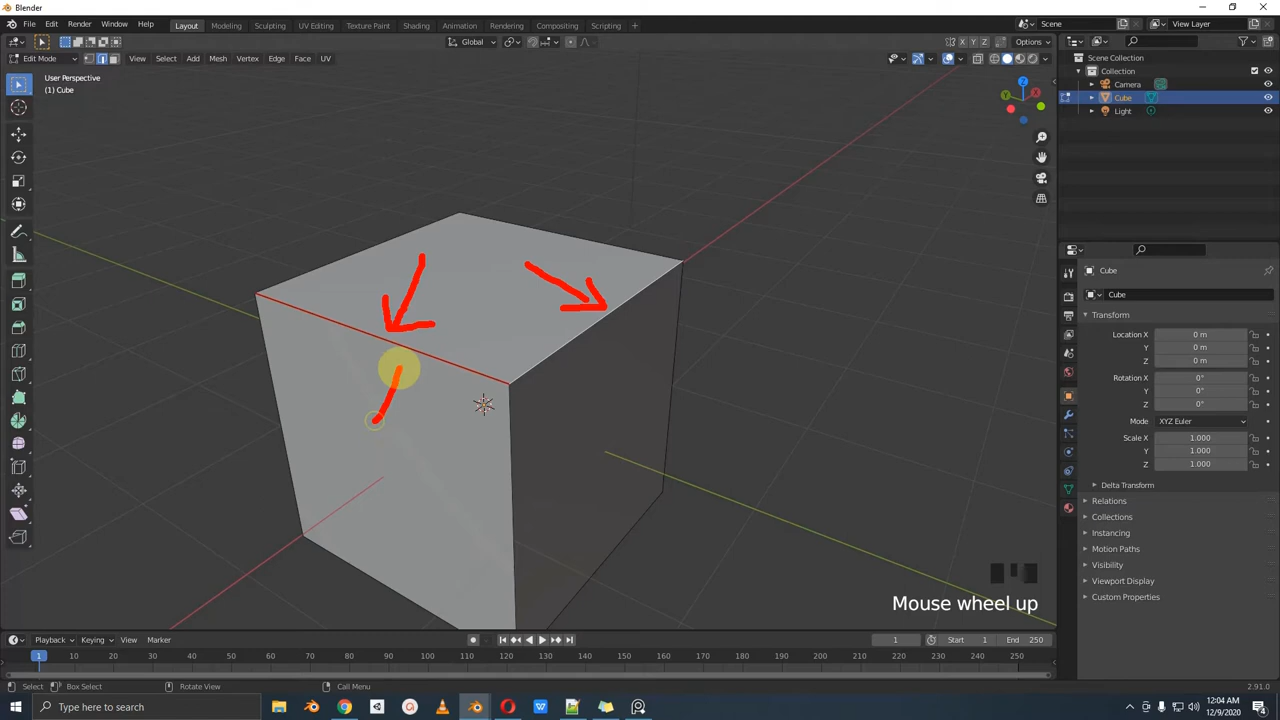 Blender
File Edit Render Window Help Layout Modeling Sculpting UV Editing Texture Paint Shading Animation Rendering Compositing Scripting + Scene View Layer
Global X Y Z Options
Edit Mode View Select Add Mesh Vertex Edge Face UV
User Perspective
(1) Cube
Scene Collection
Collection
Camera
Cube
Light
Cube
Cube
Transform
Location X 0 m
Y 0 m
Z 0 m
Rotation X 0°
Y 0°
Z 0°
Mode XYZ Euler
Scale X 1.000
Y 1.000
Z 1.000
Delta Transform
Relations
Collections
Instancing
Motion Paths
Visibility
Viewport Display
Custom Properties
Z
X
Y
Mouse wheel up
Playback Keying View Marker 1 Start 1 End 250
1 10 20 30 40 50 60 70 80 90 100 110 120 130 140 150 160 170 180 190 200 210 220 230 240 250
Select Box Select Rotate View Call Menu 2.91.0
Type here to search
12:04 AM
12/9/2020
4